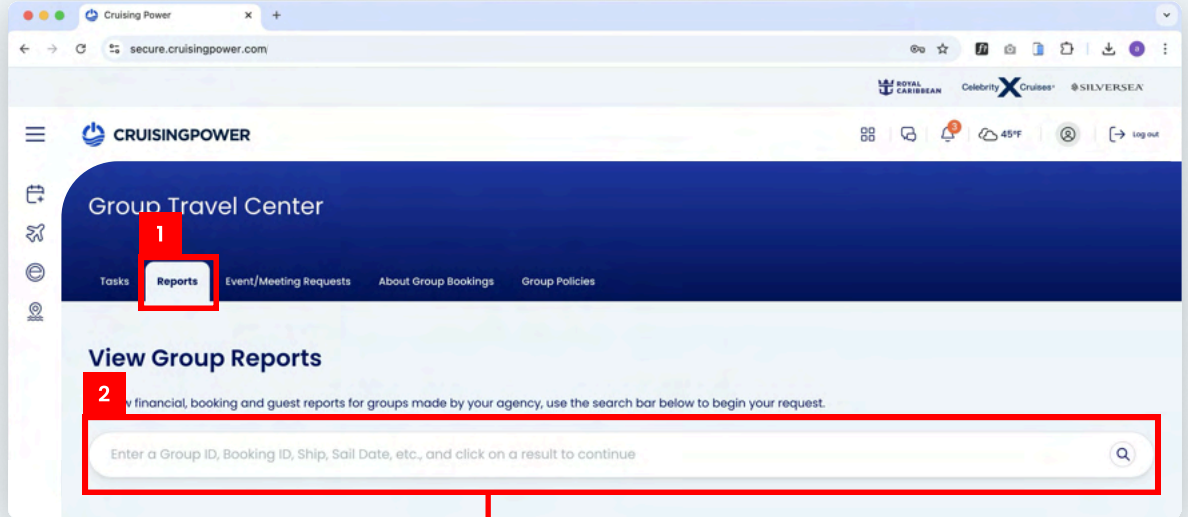 Cruising Power
secure.cruisingpower.com
ROYAL CARIBBEAN Celebrity X Cruises SILVERSEA
CRUISINGPOWER 3 45°F Log out
Group Travel Center
1
Tasks Reports Event/Meeting Requests About Group Bookings Group Policies
View Group Reports
2
financial, booking and guest reports for groups made by your agency, use the search bar below to begin your request.
Enter a Group ID, Booking ID, Ship, Sail Date, etc., and click on a result to continue